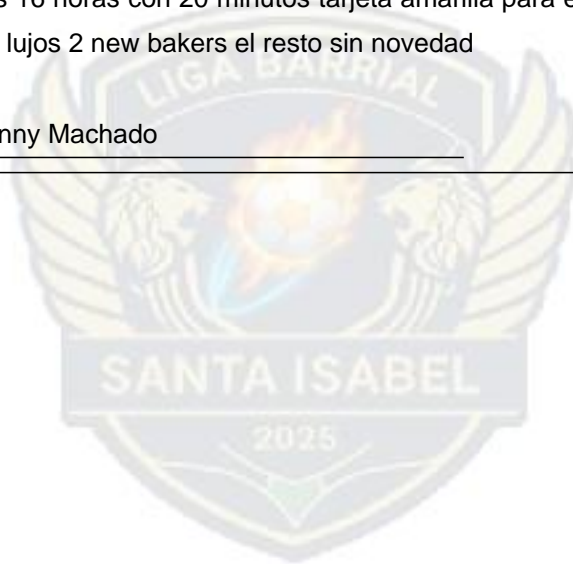 16 horas con 20 minutos tarjeta amarilla para e
lujos 2 new bakers el resto sin novedad
nny Machado
LIGA BARRIAL
SANTA ISABEL
2025